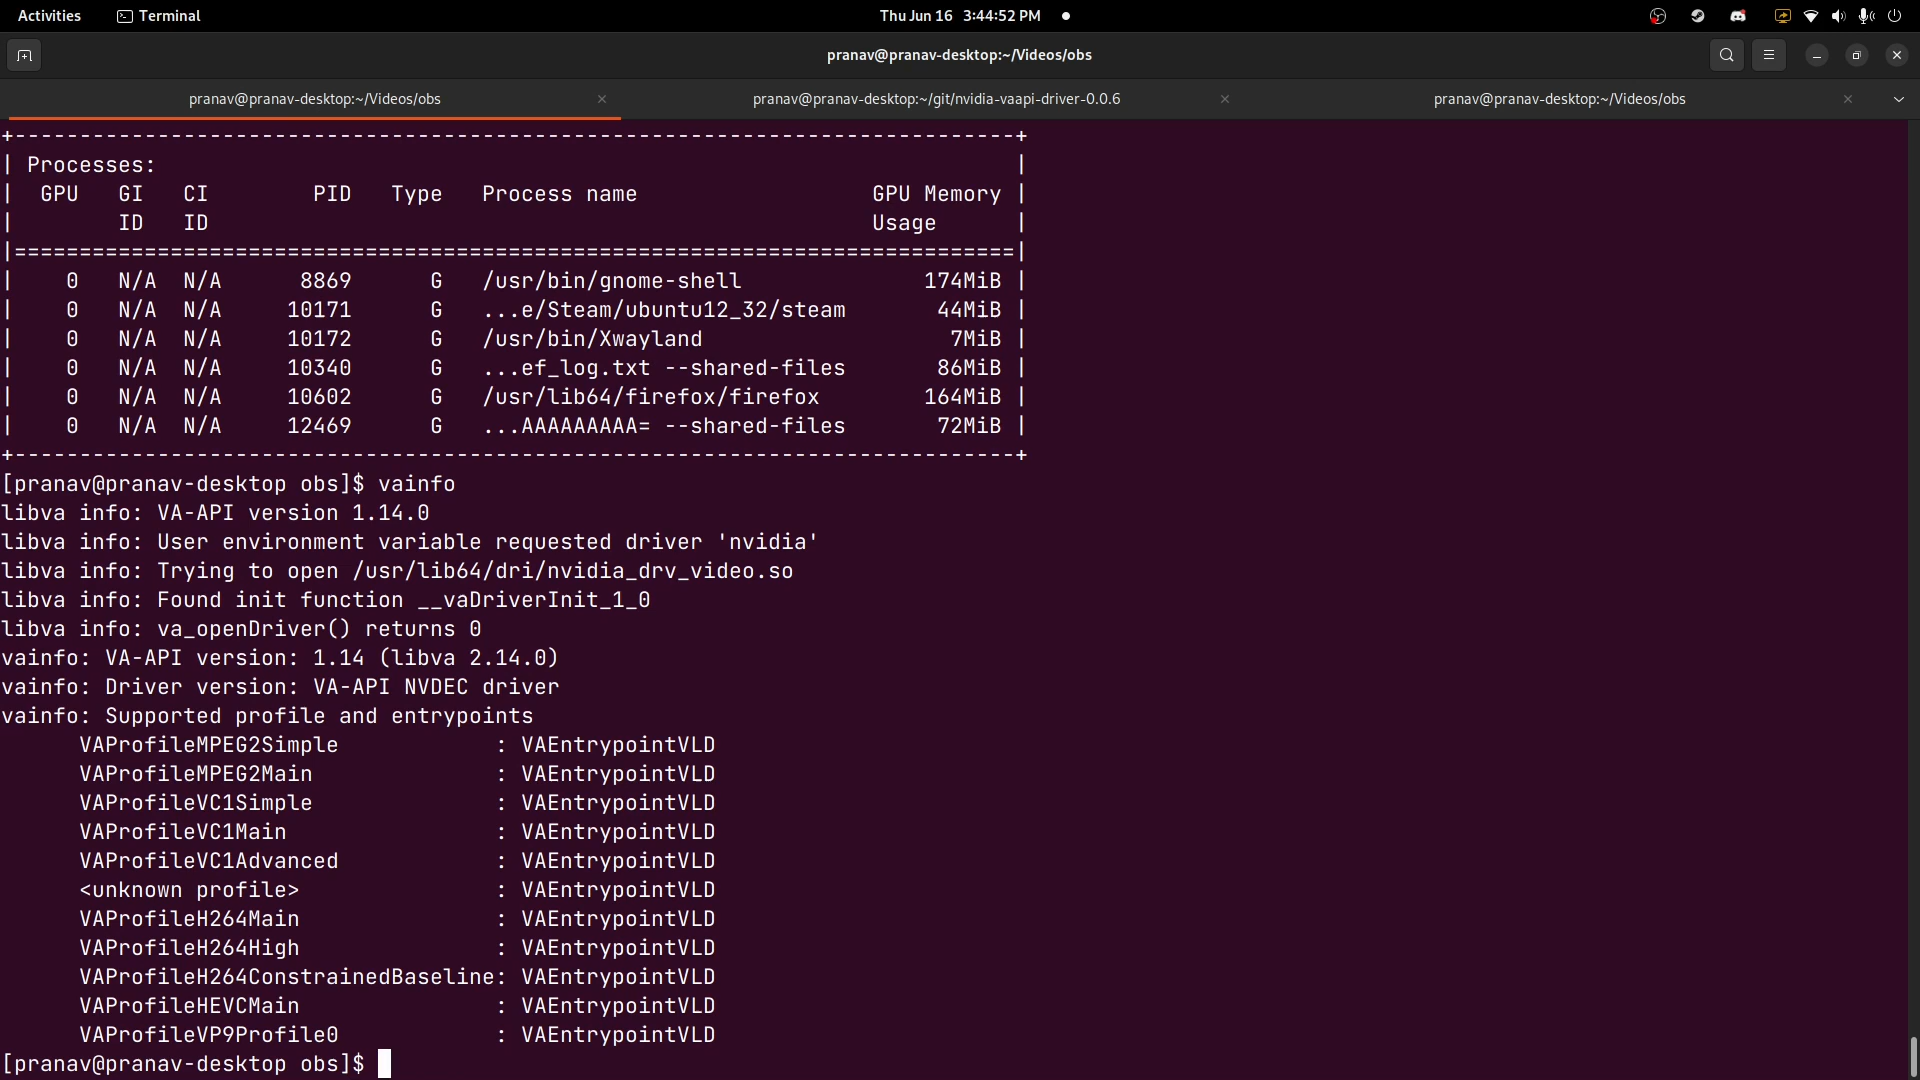 Activities Terminal Thu Jun 16 3:44:52 PM
pranav@pranav-desktop:~/Videos/obs
pranav@pranav-desktop:~/Videos/obs pranav@pranav-desktop:~/git/nvidia-vaapi-driver-0.0.6 pranav@pranav-desktop:~/Videos/obs
+-----------------------------------------------------------------------------+
| Processes:                                                                  |
|  GPU   GI   CI        PID   Type   Process name                  GPU Memory |
|        ID   ID                                                   Usage      |
|=============================================================================|
|    0   N/A  N/A      8869      G   /usr/bin/gnome-shell              174MiB |
|    0   N/A  N/A     10171      G   ...e/Steam/ubuntu12_32/steam       44MiB |
|    0   N/A  N/A     10172      G   /usr/bin/Xwayland                   7MiB |
|    0   N/A  N/A     10340      G   ...ef_log.txt --shared-files       86MiB |
|    0   N/A  N/A     10602      G   /usr/lib64/firefox/firefox        164MiB |
|    0   N/A  N/A     12469      G   ...AAAAAAAAA= --shared-files       72MiB |
+-----------------------------------------------------------------------------+
[pranav@pranav-desktop obs]$ vainfo
libva info: VA-API version 1.14.0
libva info: User environment variable requested driver 'nvidia'
libva info: Trying to open /usr/lib64/dri/nvidia_drv_video.so
libva info: Found init function __vaDriverInit_1_0
libva info: va_openDriver() returns 0
vainfo: VA-API version: 1.14 (libva 2.14.0)
vainfo: Driver version: VA-API NVDEC driver
vainfo: Supported profile and entrypoints
      VAProfileMPEG2Simple            : VAEntrypointVLD
      VAProfileMPEG2Main              : VAEntrypointVLD
      VAProfileVC1Simple              : VAEntrypointVLD
      VAProfileVC1Main                : VAEntrypointVLD
      VAProfileVC1Advanced            : VAEntrypointVLD
      <unknown profile>               : VAEntrypointVLD
      VAProfileH264Main               : VAEntrypointVLD
      VAProfileH264High               : VAEntrypointVLD
      VAProfileH264ConstrainedBaseline: VAEntrypointVLD
      VAProfileHEVCMain               : VAEntrypointVLD
      VAProfileVP9Profile0            : VAEntrypointVLD
[pranav@pranav-desktop obs]$